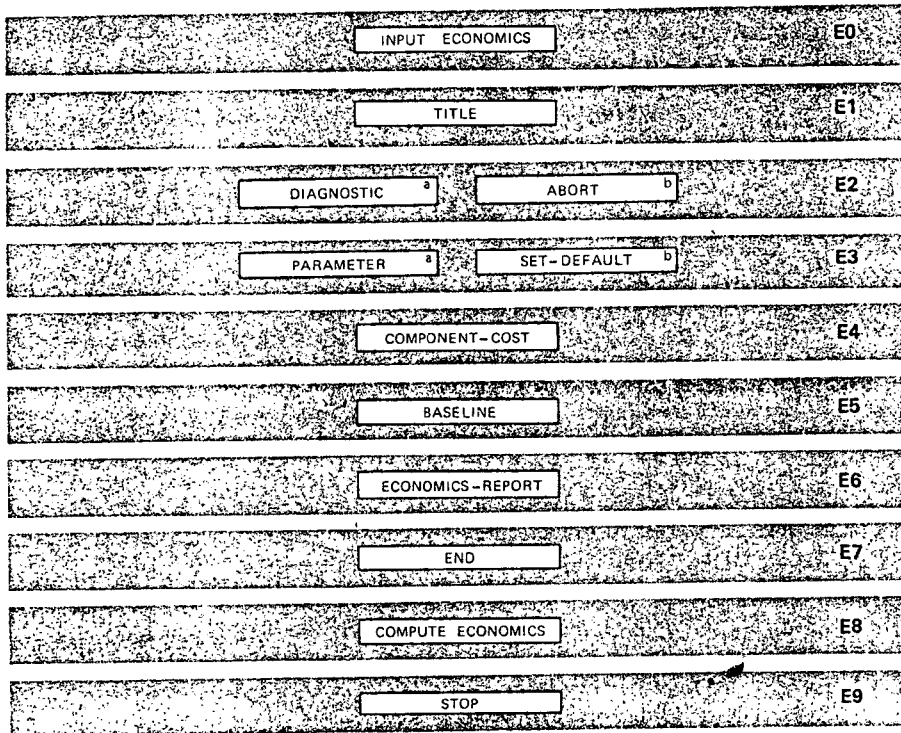 INPUT ECONOMICS E0
TITLE E1
DIAGNOSTIC a ABORT b E2
PARAMETER a SET-DEFAULT b E3
COMPONENT-COST E4
BASELINE E5
ECONOMICS-REPORT E6
END E7
COMPUTE ECONOMICS E8
STOP E9